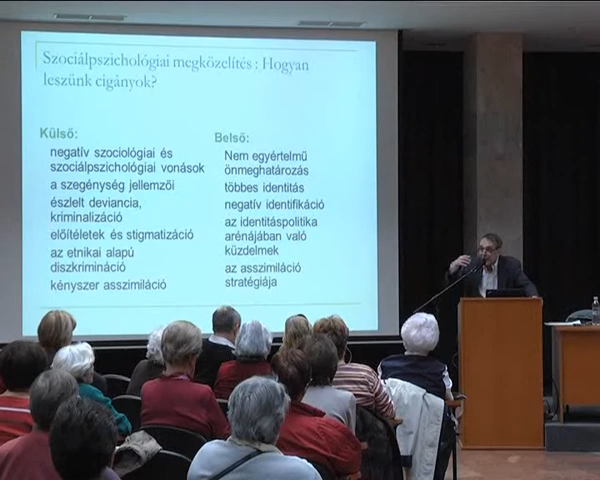 Szociálpszichológiai megközelítés : Hogyan
leszünk cigányok?
Külső:
negatív szociológiai és
szociálpszichológiai vonások
a szegénység jellemzői
észlelt deviancia,
kriminalizáció
előítéletek és stigmatizáció
az etnikai alapú
diszkrimináció
kényszer asszimiláció
Belső:
Nem egyértelmű
önmeghatározás
többes identitás
negatív identifikáció
az identitáspolitika
arénájában való
küzdelmek
az asszimiláció
stratégiája